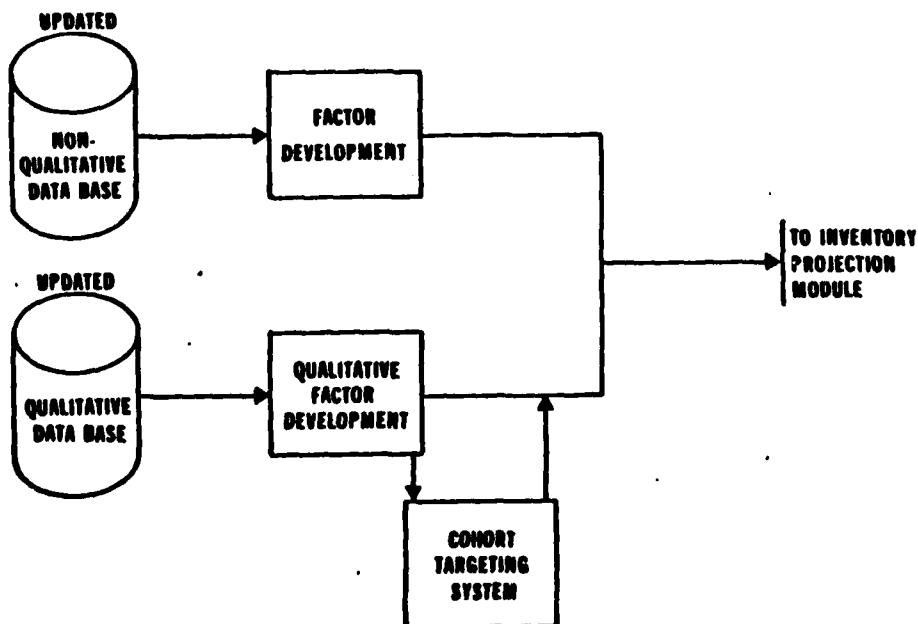 UPDATED
NON-
QUALITATIVE
DATA BASE
FACTOR
DEVELOPMENT
TO INVENTORY
PROJECTION
MODULE
UPDATED
QUALITATIVE
DATA BASE
QUALITATIVE
FACTOR
DEVELOPMENT
COHORT
TARGETING
SYSTEM